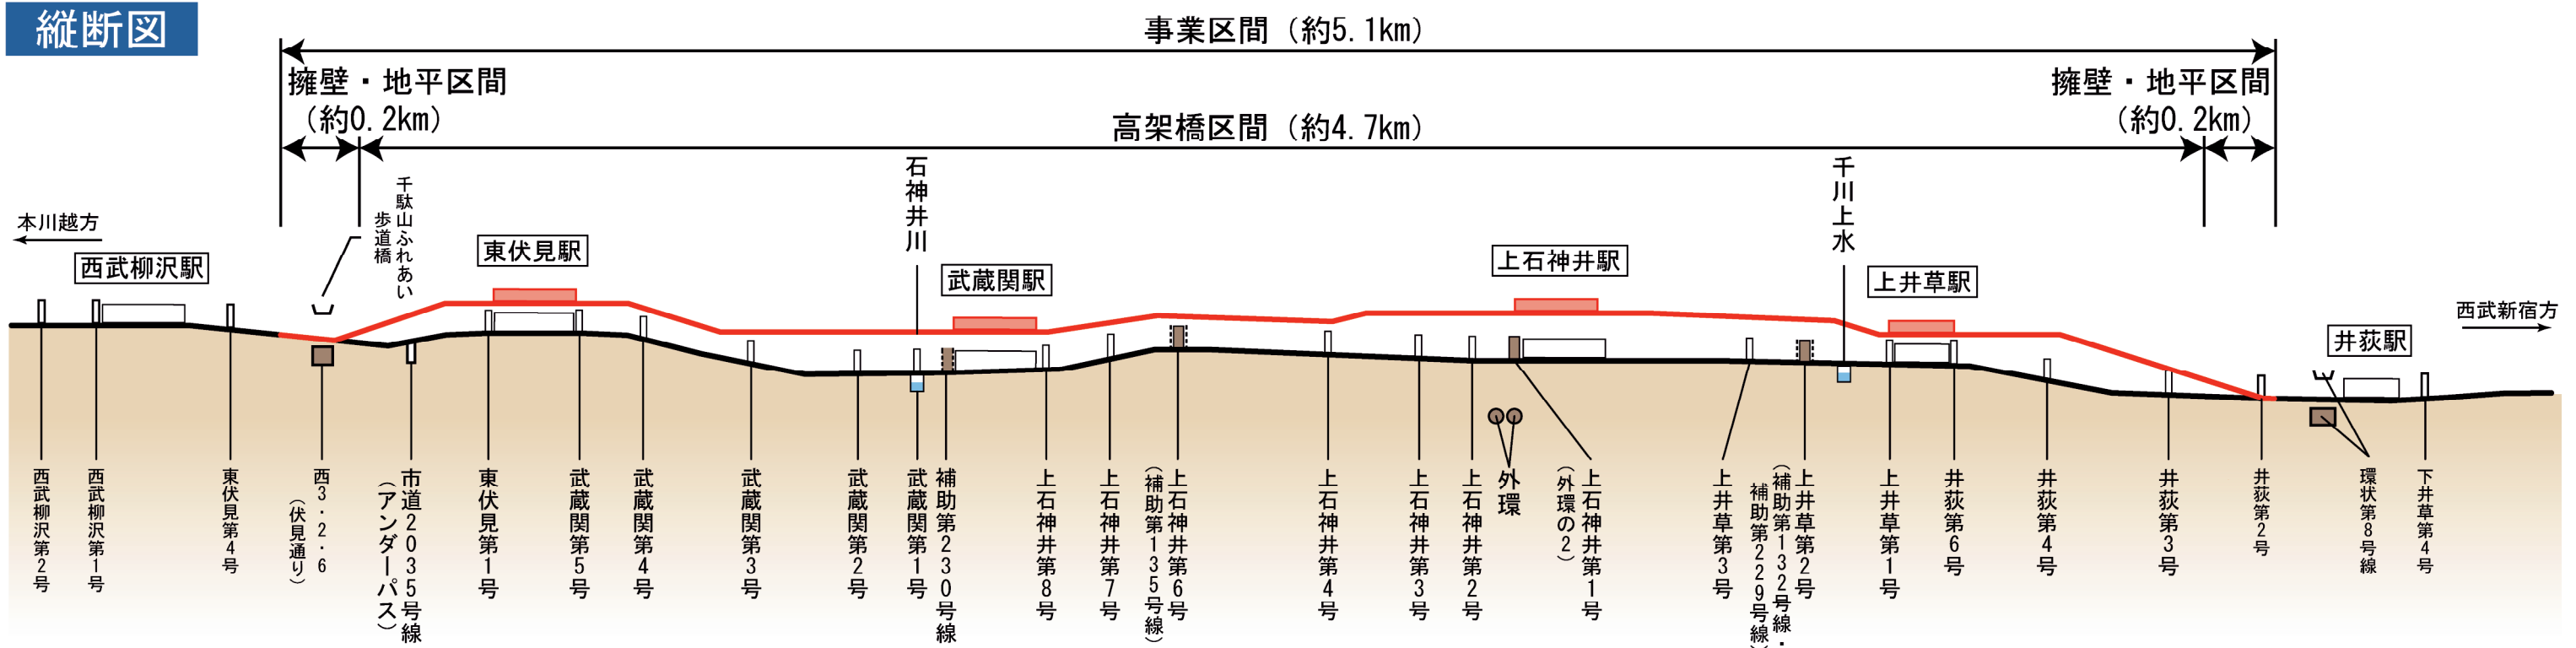 縦断図
事業区間（約5.1km）
擁壁・地平区間
（約0.2km）
高架橋区間（約4.7km）
擁壁・地平区間
（約0.2km）
本川越方
西武柳沢駅
千駄山ふれあい
歩道橋
東伏見駅
石神井川
武蔵関駅
上石神井駅
千川上水
上井草駅
井荻駅
西武新宿方
西武柳沢第2号
西武柳沢第1号
東伏見第4号
西3・2・6
（伏見通り）
市道2035号線
（アンダーパス）
東伏見第1号
武蔵関第5号
武蔵関第4号
武蔵関第3号
武蔵関第2号
武蔵関第1号
補助第230号線
上石神井第8号
上石神井第7号
上石神井第6号
（補助第135号線）
上石神井第4号
上石神井第3号
上石神井第2号
外環
上石神井第1号
（外環の2）
上井草第3号
上井草第2号
（補助第132号線・
補助第229号線）
上井草第1号
井荻第6号
井荻第4号
井荻第3号
井荻第2号
環状第8号線
下井草第4号